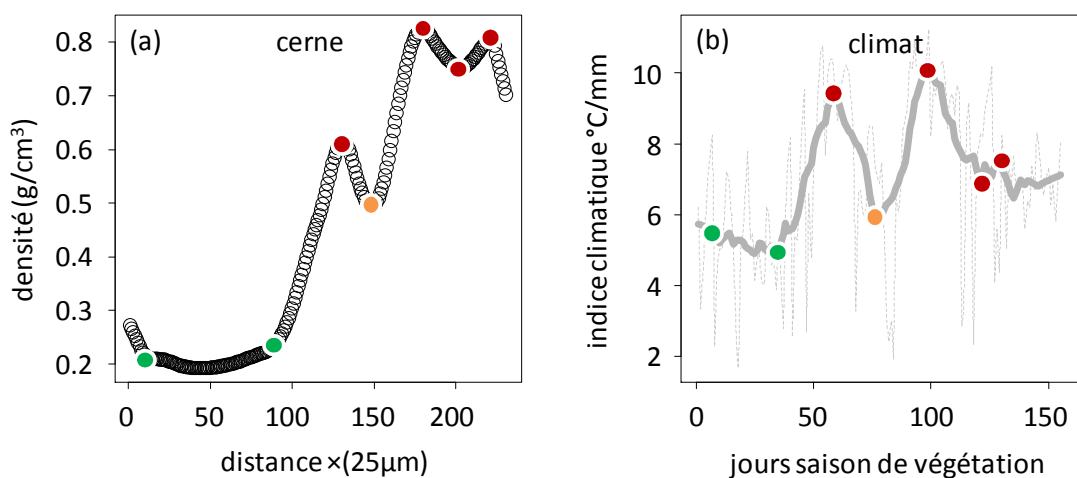 (a) cerne
densité (g/cm³)
0.8
0.7
0.6
0.5
0.4
0.3
0.2
0 50 100 150 200
distance ×(25µm)
(b) climat
indice climatique °C/mm
10
8
6
4
2
0 50 100 150
jours saison de végétation